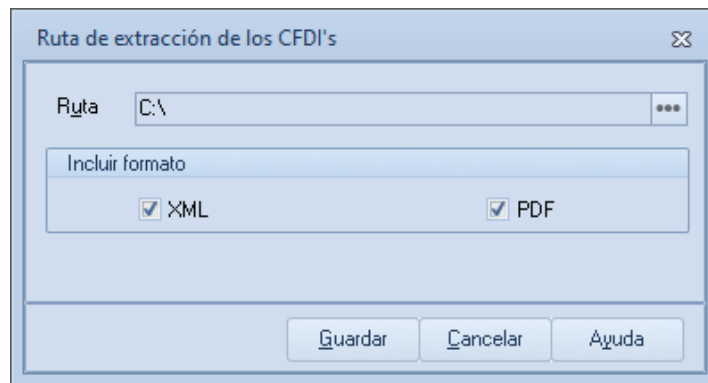 Ruta de extracción de los CFDI's
Ruta C:\ •••
Incluir formato
XML PDF
Guardar Cancelar Ayuda